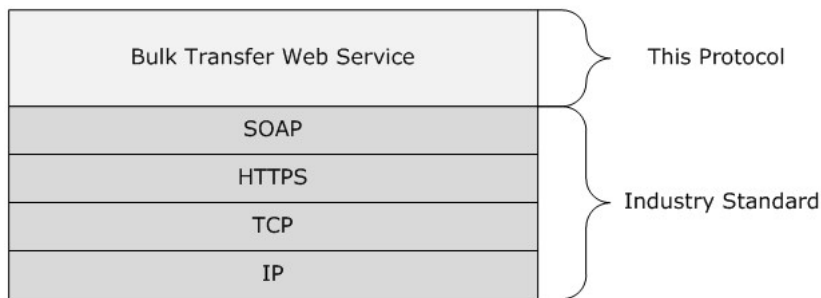 Bulk Transfer Web Service
This Protocol
SOAP
HTTPS
TCP
IP
Industry Standard